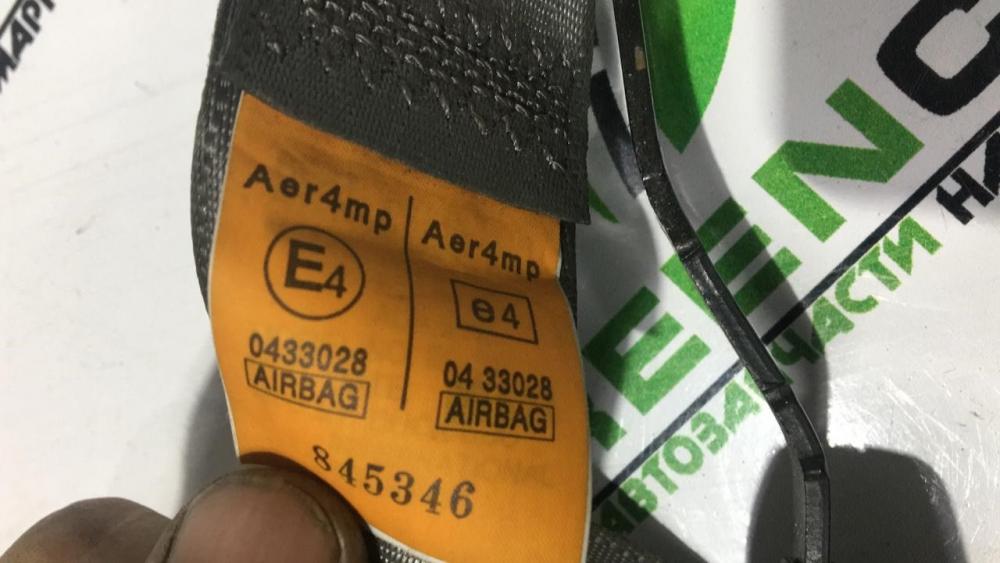 Aer4mp
E4
0433028
AIRBAG
Aer4mp
e4
04 33028
AIRBAG
845346
АВТОЗАПЧАСТИ